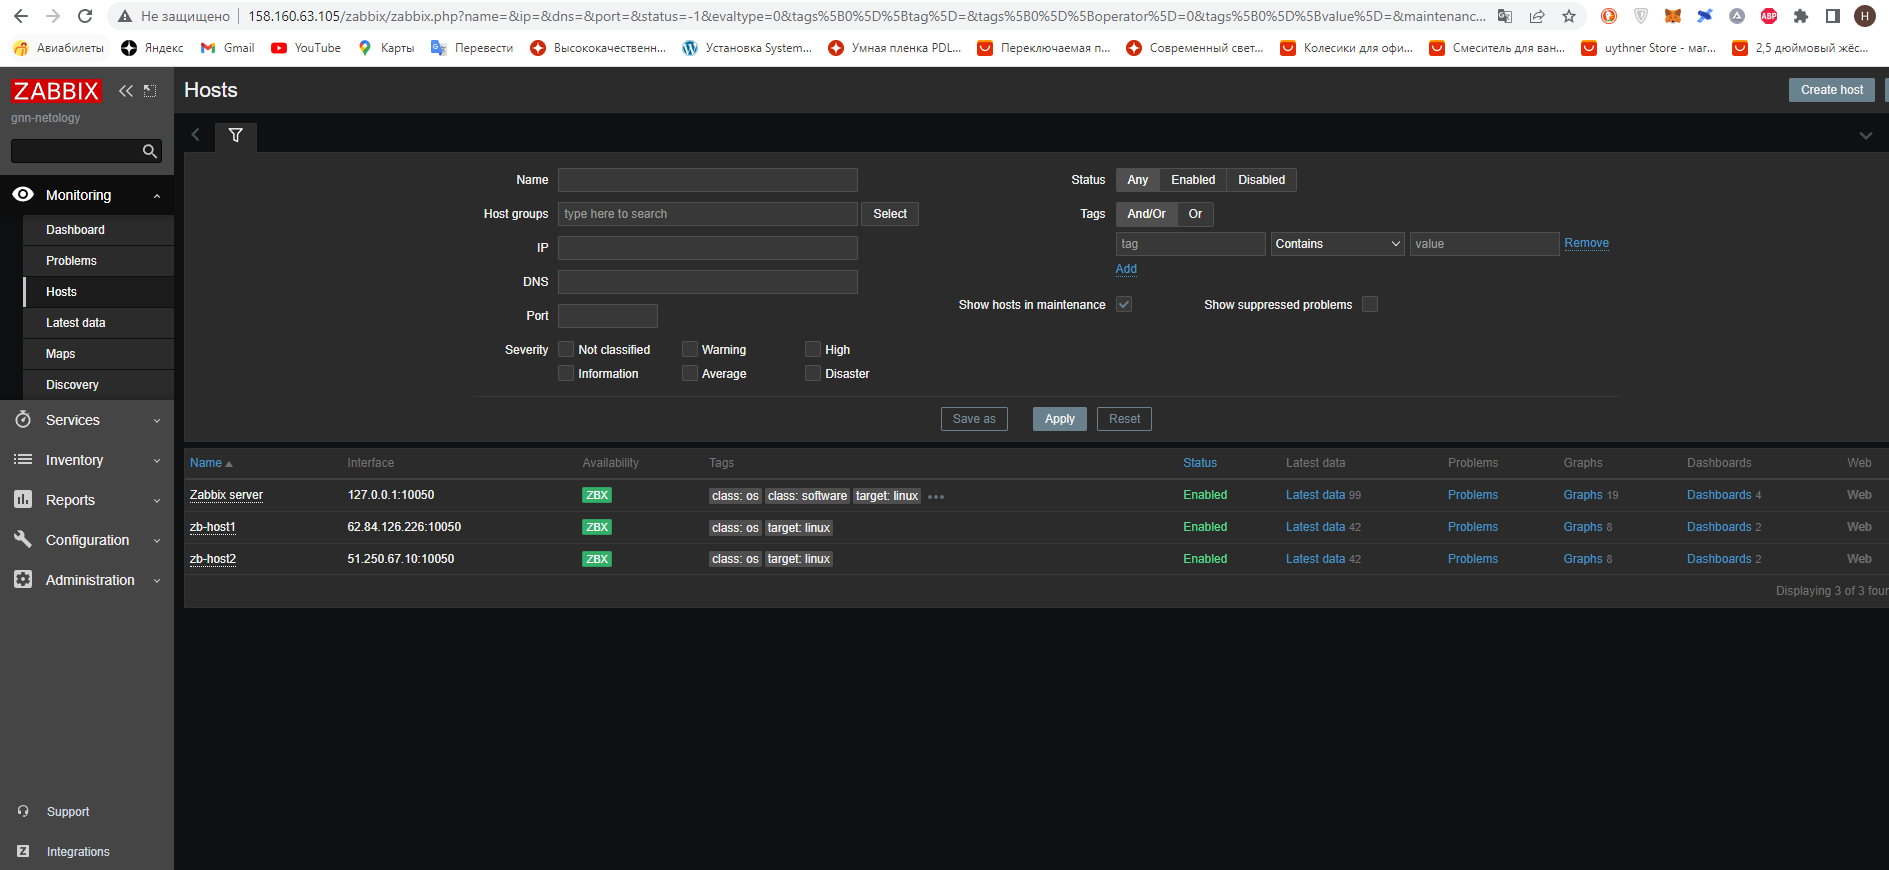 Не защищено 158.160.63.105/zabbix/zabbix.php?name=&ip=&dns=&port=&status=-1&evaltype=0&tags%5B0%5D%5Btag%5D=&tags%5B0%5D%5Boperator%5D=0&tags%5B0%5D%5Bvalue%5D=&maintenanc... ABP H
Авиабилеты Яндекс Gmail YouTube Карты Перевести Высококачественн... Установка System... Умная пленка PDL... Переключаемая п... Современный свет... Колесики для офи... Смеситель для ван... uythner Store - маг... 2,5 дюймовый жёс...
ZABBIX
gnn-netology
Monitoring
Dashboard
Problems
Hosts
Latest data
Maps
Discovery
Services
Inventory
Reports
Configuration
Administration
Support
Integrations
Hosts Create host
Name
Host groups type here to search Select
IP
DNS
Port
Severity Not classified Warning High
Information Average Disaster
Status Any Enabled Disabled
Tags And/Or Or
tag Contains value Remove
Add
Show hosts in maintenance Show suppressed problems
Save as Apply Reset
Name Interface Availability Tags Status Latest data Problems Graphs Dashboards Web
Zabbix server 127.0.0.1:10050 ZBX class: os class: software target: linux ••• Enabled Latest data 99 Problems Graphs 19 Dashboards 4 Web
zb-host1 62.84.126.226:10050 ZBX class: os target: linux Enabled Latest data 42 Problems Graphs 8 Dashboards 2 Web
zb-host2 51.250.67.10:10050 ZBX class: os target: linux Enabled Latest data 42 Problems Graphs 8 Dashboards 2 Web
Displaying 3 of 3 four